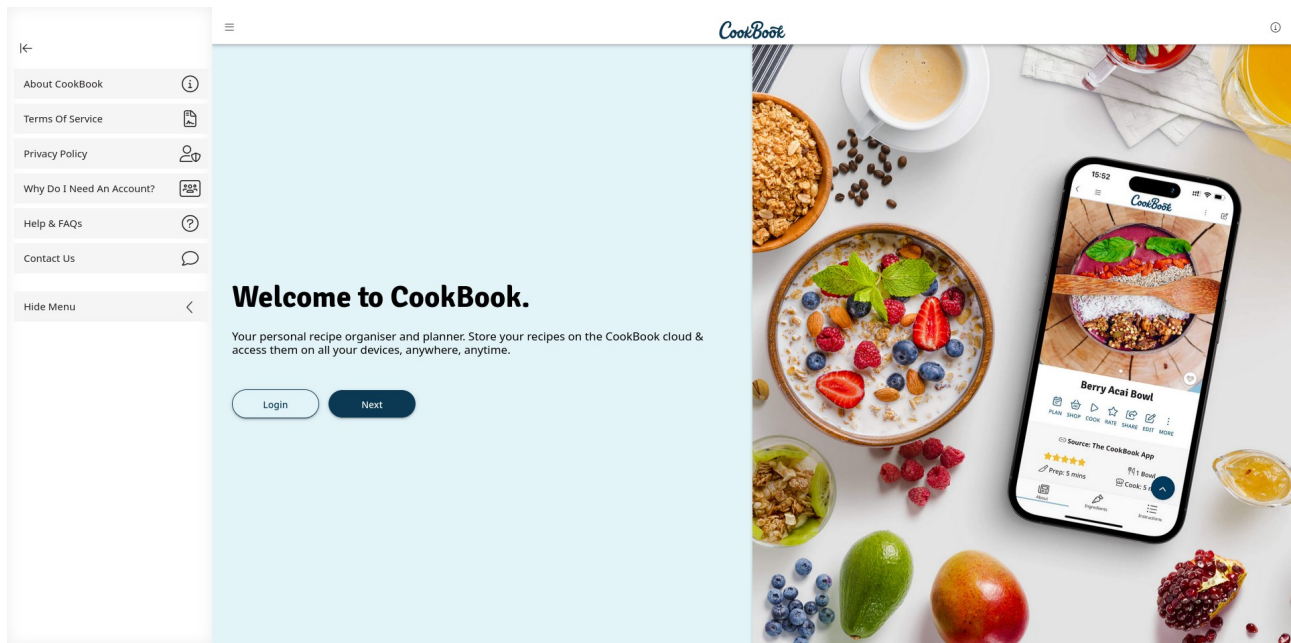 CookBook
About CookBook
Terms Of Service
Privacy Policy
Why Do I Need An Account?
Help & FAQs
Contact Us
Hide Menu
Welcome to CookBook.
Your personal recipe organiser and planner. Store your recipes on the CookBook cloud &
access them on all your devices, anywhere, anytime.
Login
Next
15:52
CookBook
Berry Acai Bowl
PLAN SHOP COOK RATE SHARE EDIT MORE
Source: The CookBook App
Prep: 5 mins
1 Bowl
Cook: 5
About
Ingredients
Instructions